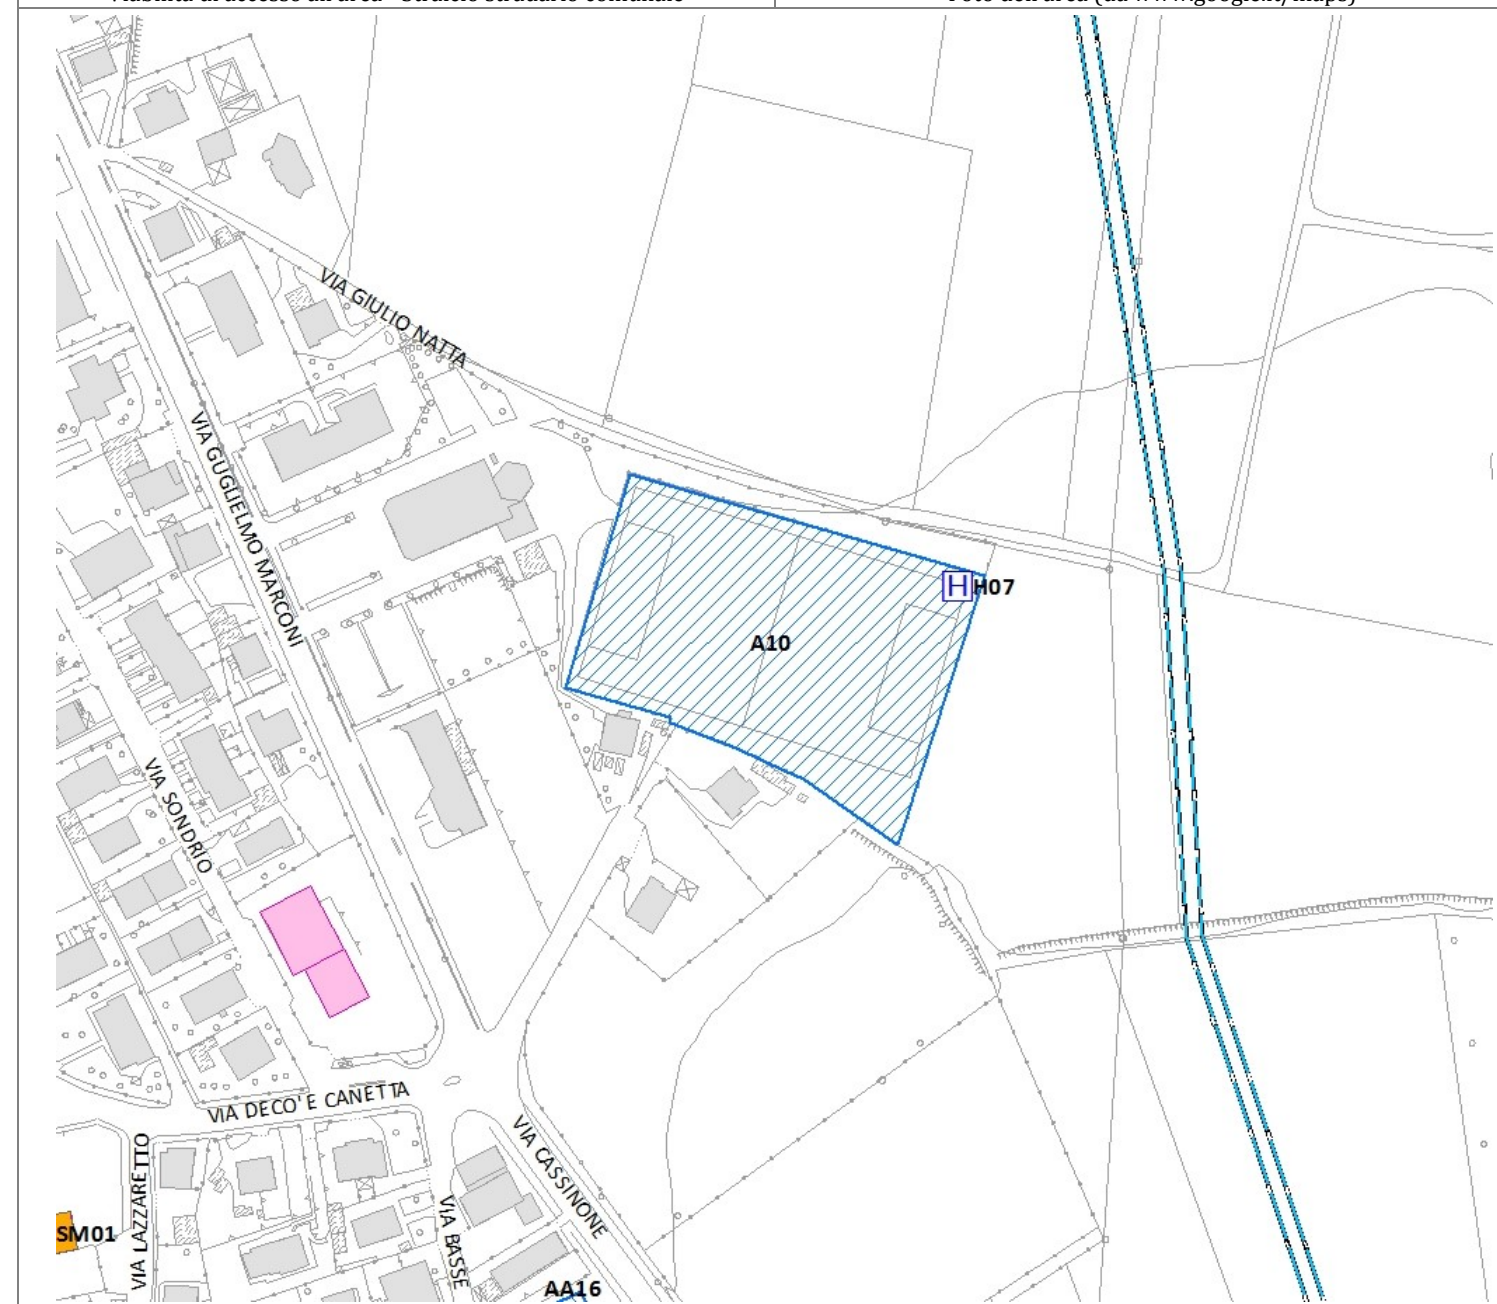 VIA GIULIO NATTA
VIA GUGLIELMO MARCONI
H H07
A10
VIA SONDRIO
VIA DECO' E CANETTA
VIA CASSINONE
VIA LAZZARETTO
VIA BASSE
SM01
AA16